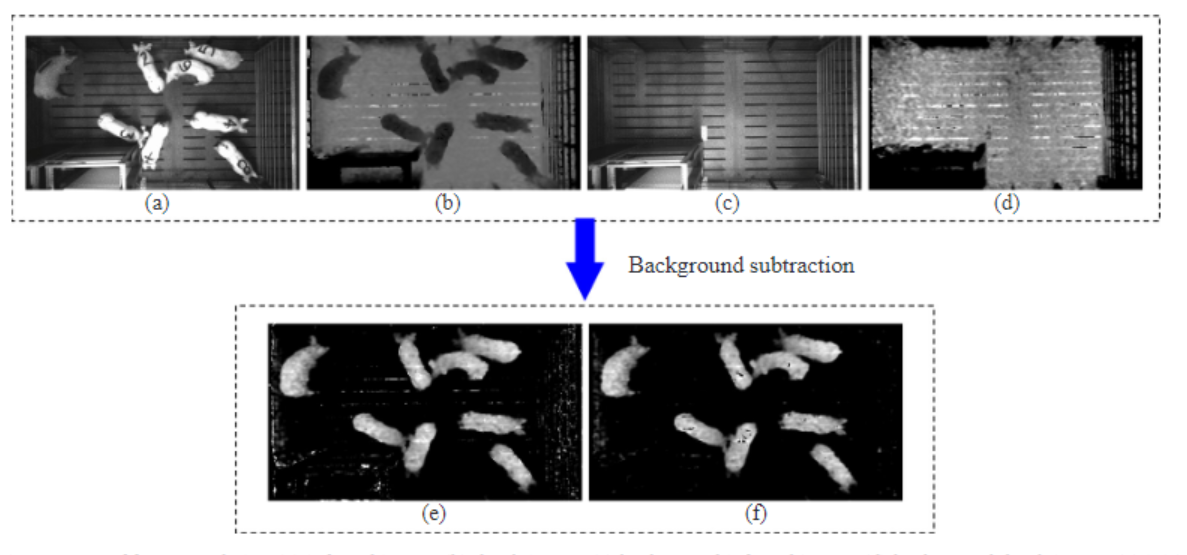 (a) (b) (c) (d)
Background subtraction
(e) (f)